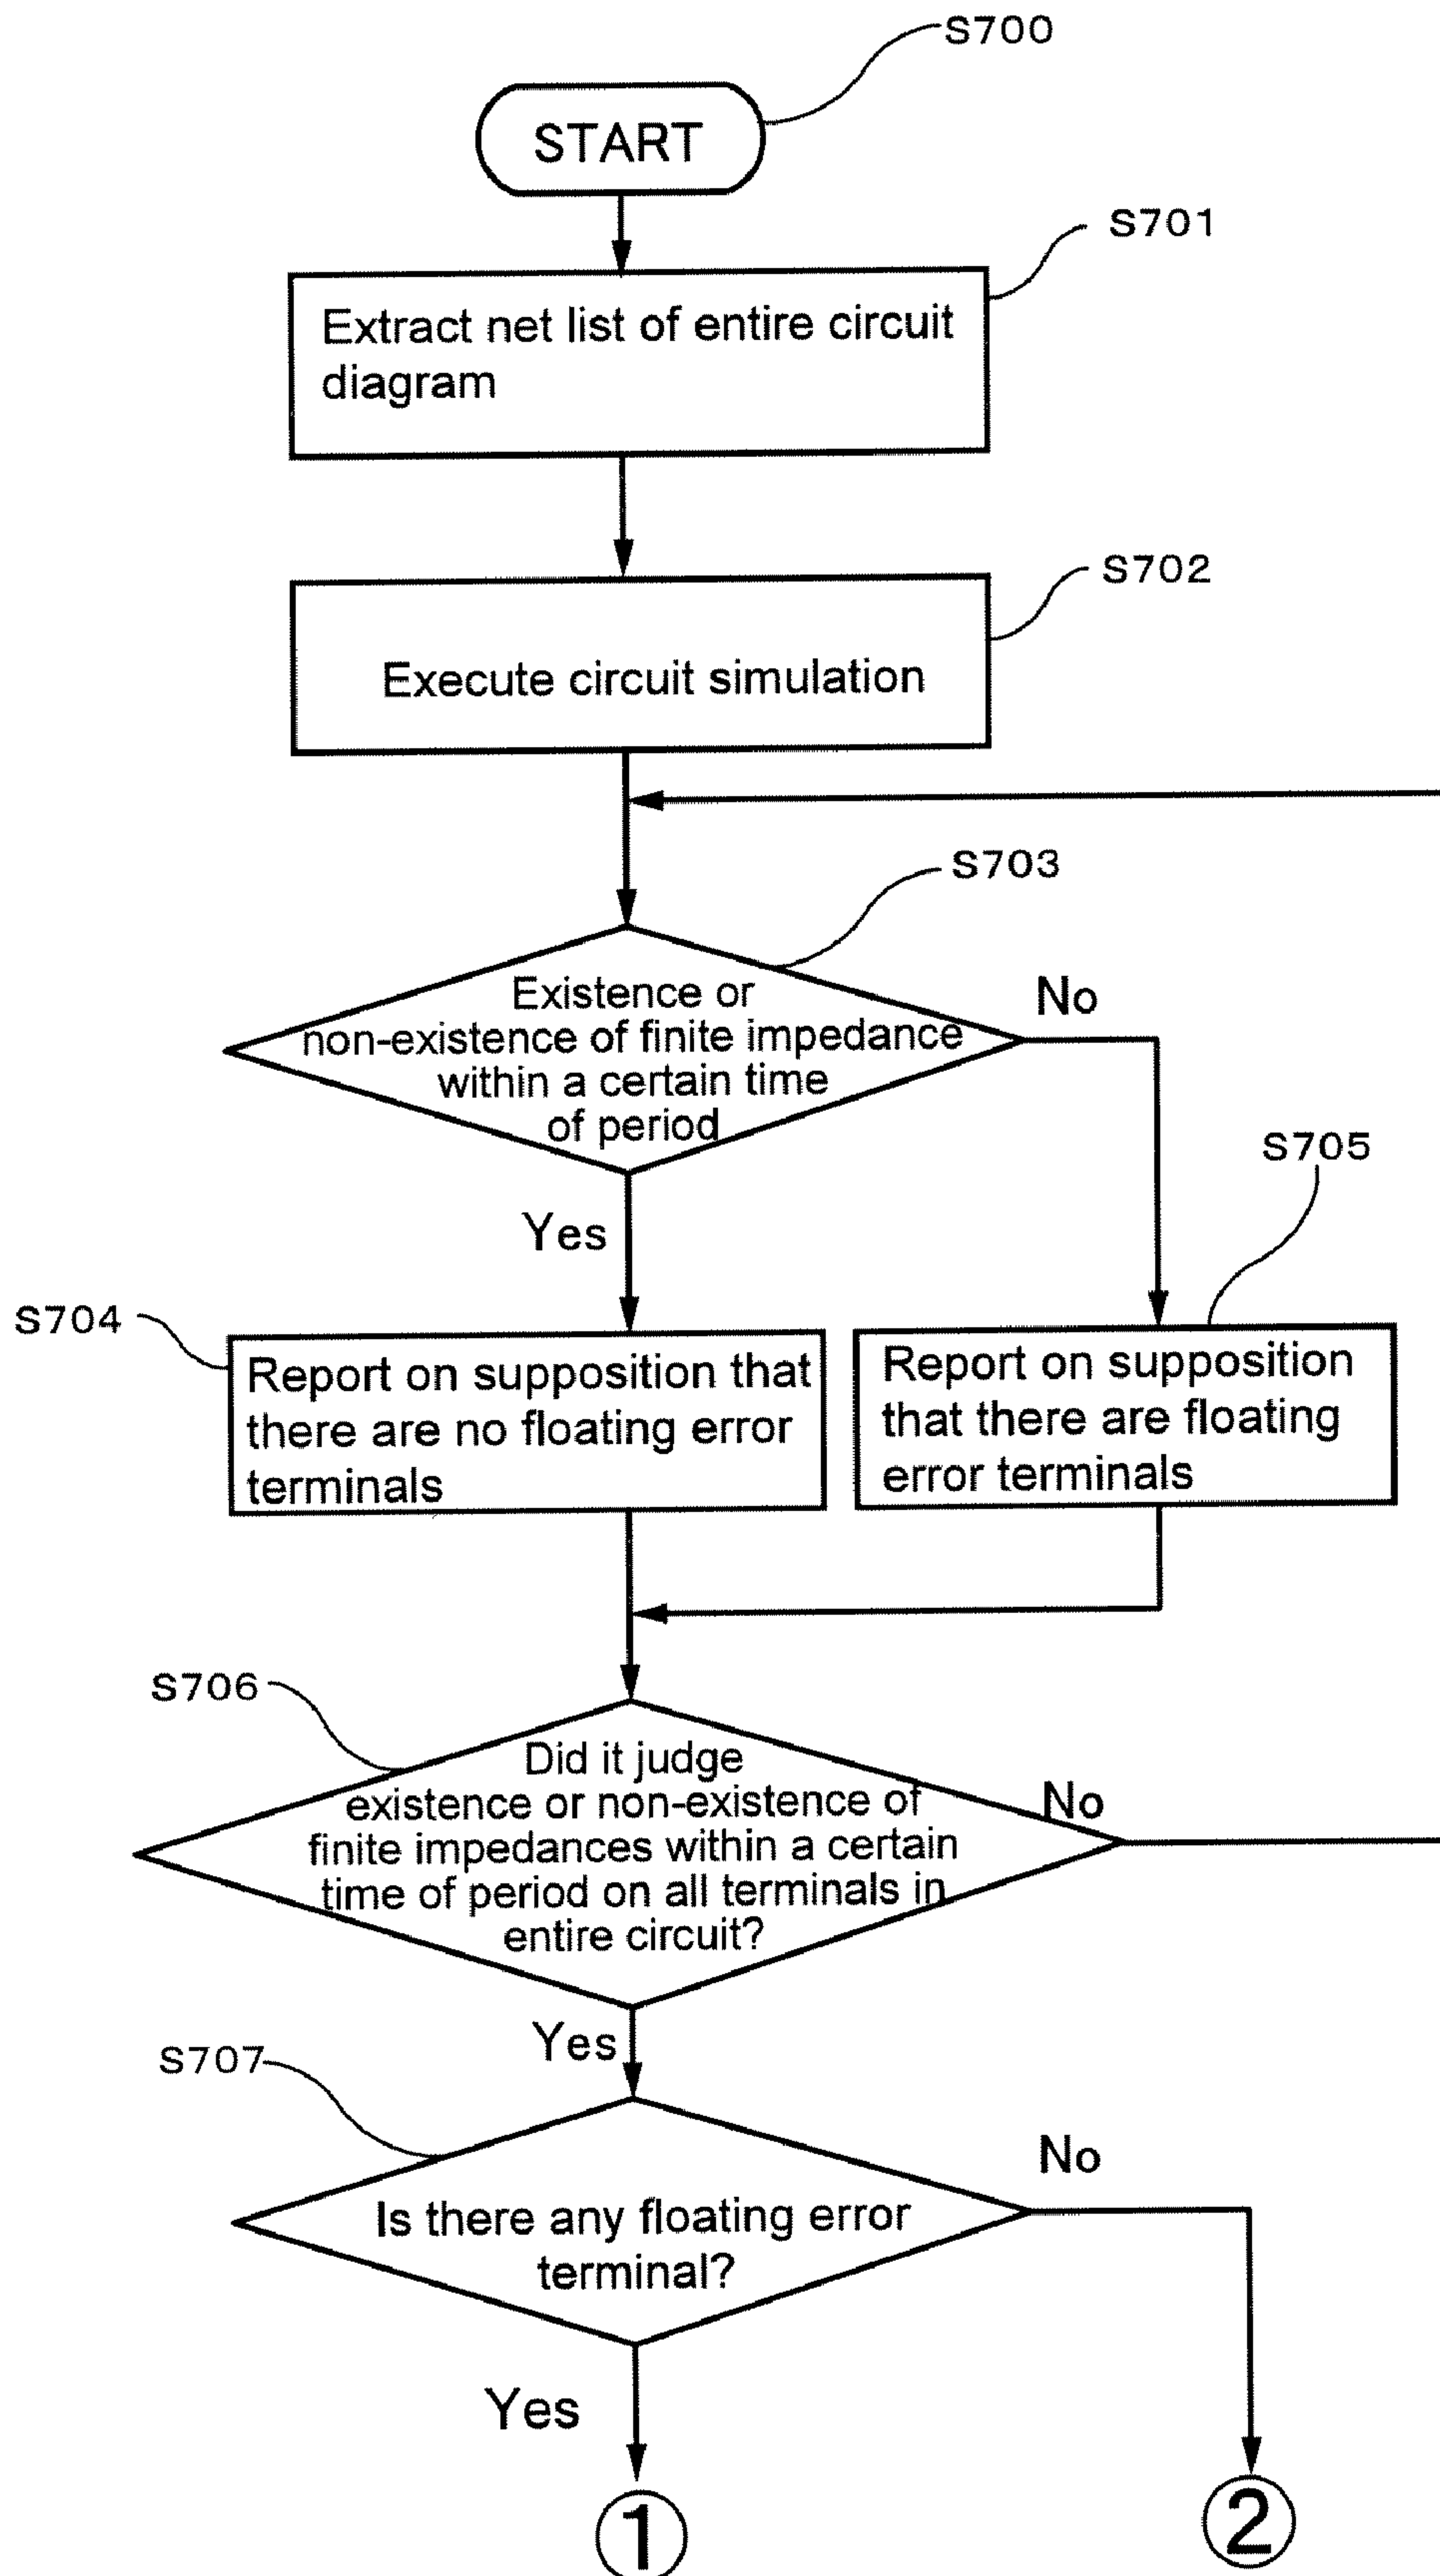 S700
START
S701
Extract net list of entire circuit
diagram
S702
Execute circuit simulation
S703
Existence or
non-existence of finite impedance
within a certain time
of period
No
Yes
S705
S704
Report on supposition that
there are no floating error
terminals
Report on supposition
that there are floating
error terminals
S706
Did it judge
existence or non-existence of
finite impedances within a certain
time of period on all terminals in
entire circuit?
No
Yes
S707
Is there any floating error
terminal?
No
Yes
1
2